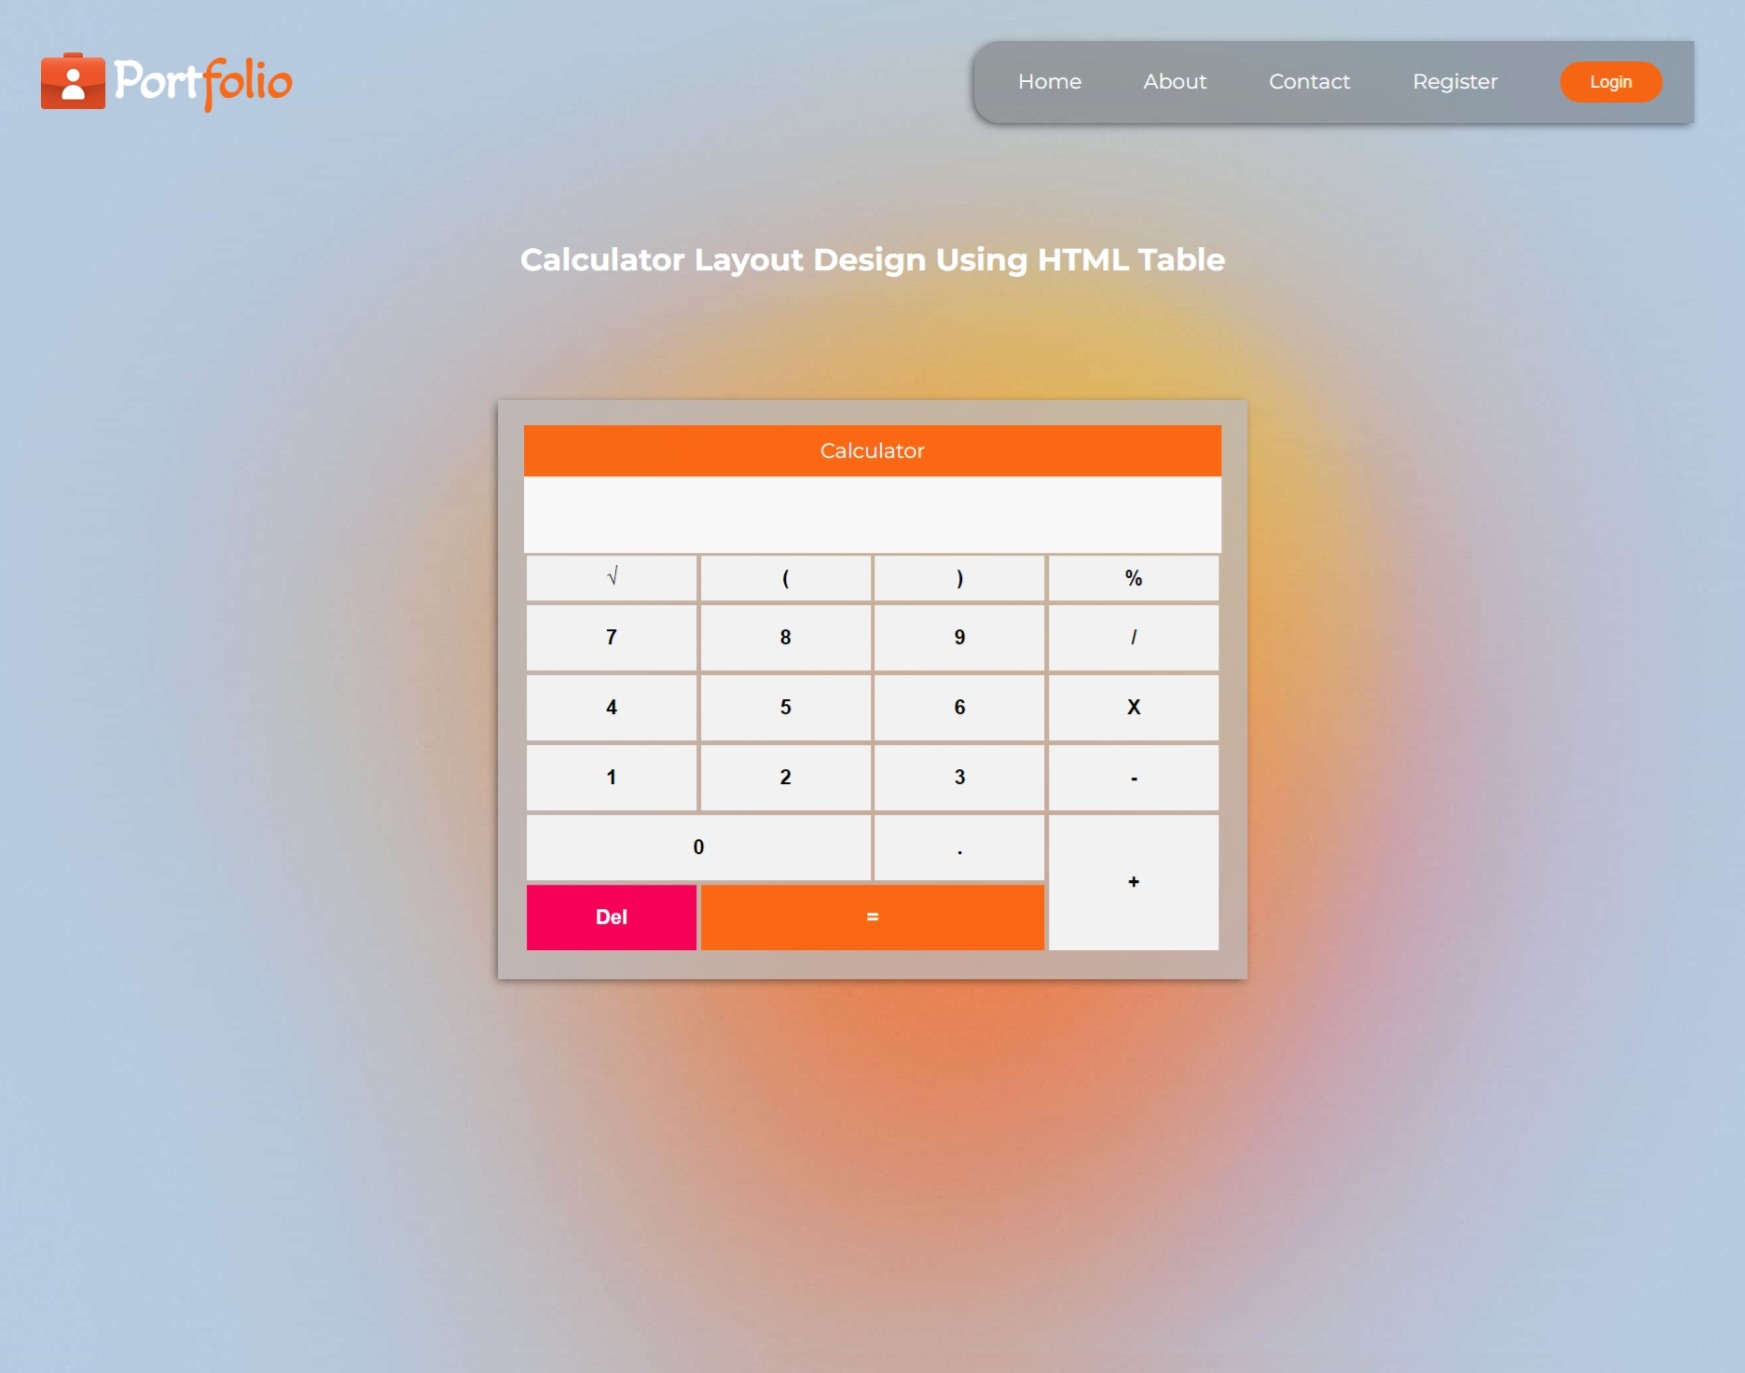 Portfolio
Home About Contact Register Login
Calculator Layout Design Using HTML Table
Calculator
√ ( ) %
7 8 9 /
4 5 6 X
1 2 3 -
0 .
+
Del =